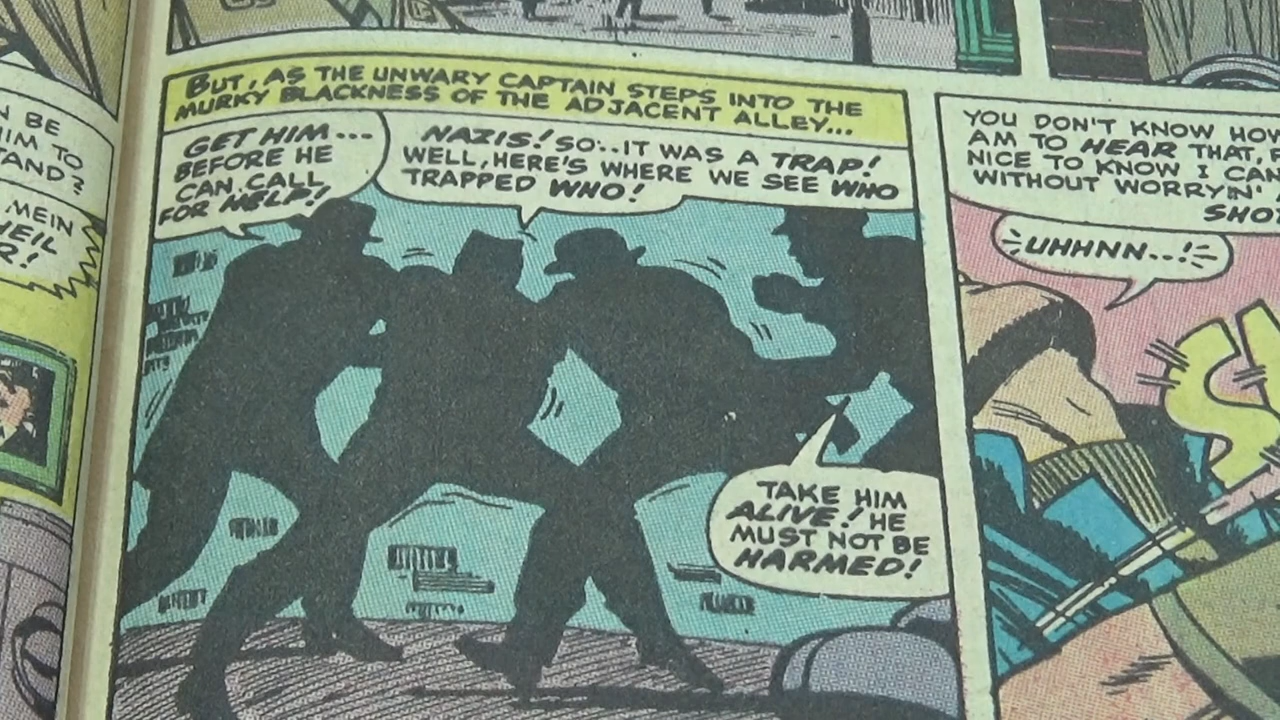 N BE
HIM TO
TAND?
MEIN
HEIL
R!
BUT, AS THE UNWARY CAPTAIN STEPS INTO THE
MURKY BLACKNESS OF THE ADJACENT ALLEY...
GET HIM...
BEFORE HE
CAN CALL
FOR HELP!
NAZIS! SO...IT WAS A TRAP!
WELL, HERE'S WHERE WE SEE WHO
TRAPPED WHO!
TAKE HIM
ALIVE! HE
MUST NOT BE
HARMED!
YOU DON'T KNOW HOW
AM TO HEAR THAT,
NICE TO KNOW I CAN
WITHOUT WORRYIN'
SHO
UHHNN...!